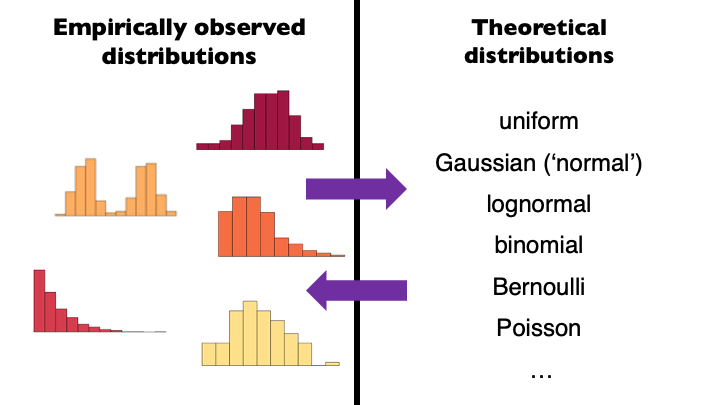 Empirically observed
distributions
Theoretical
distributions
uniform
Gaussian (‘normal’)
lognormal
binomial
Bernoulli
Poisson
…